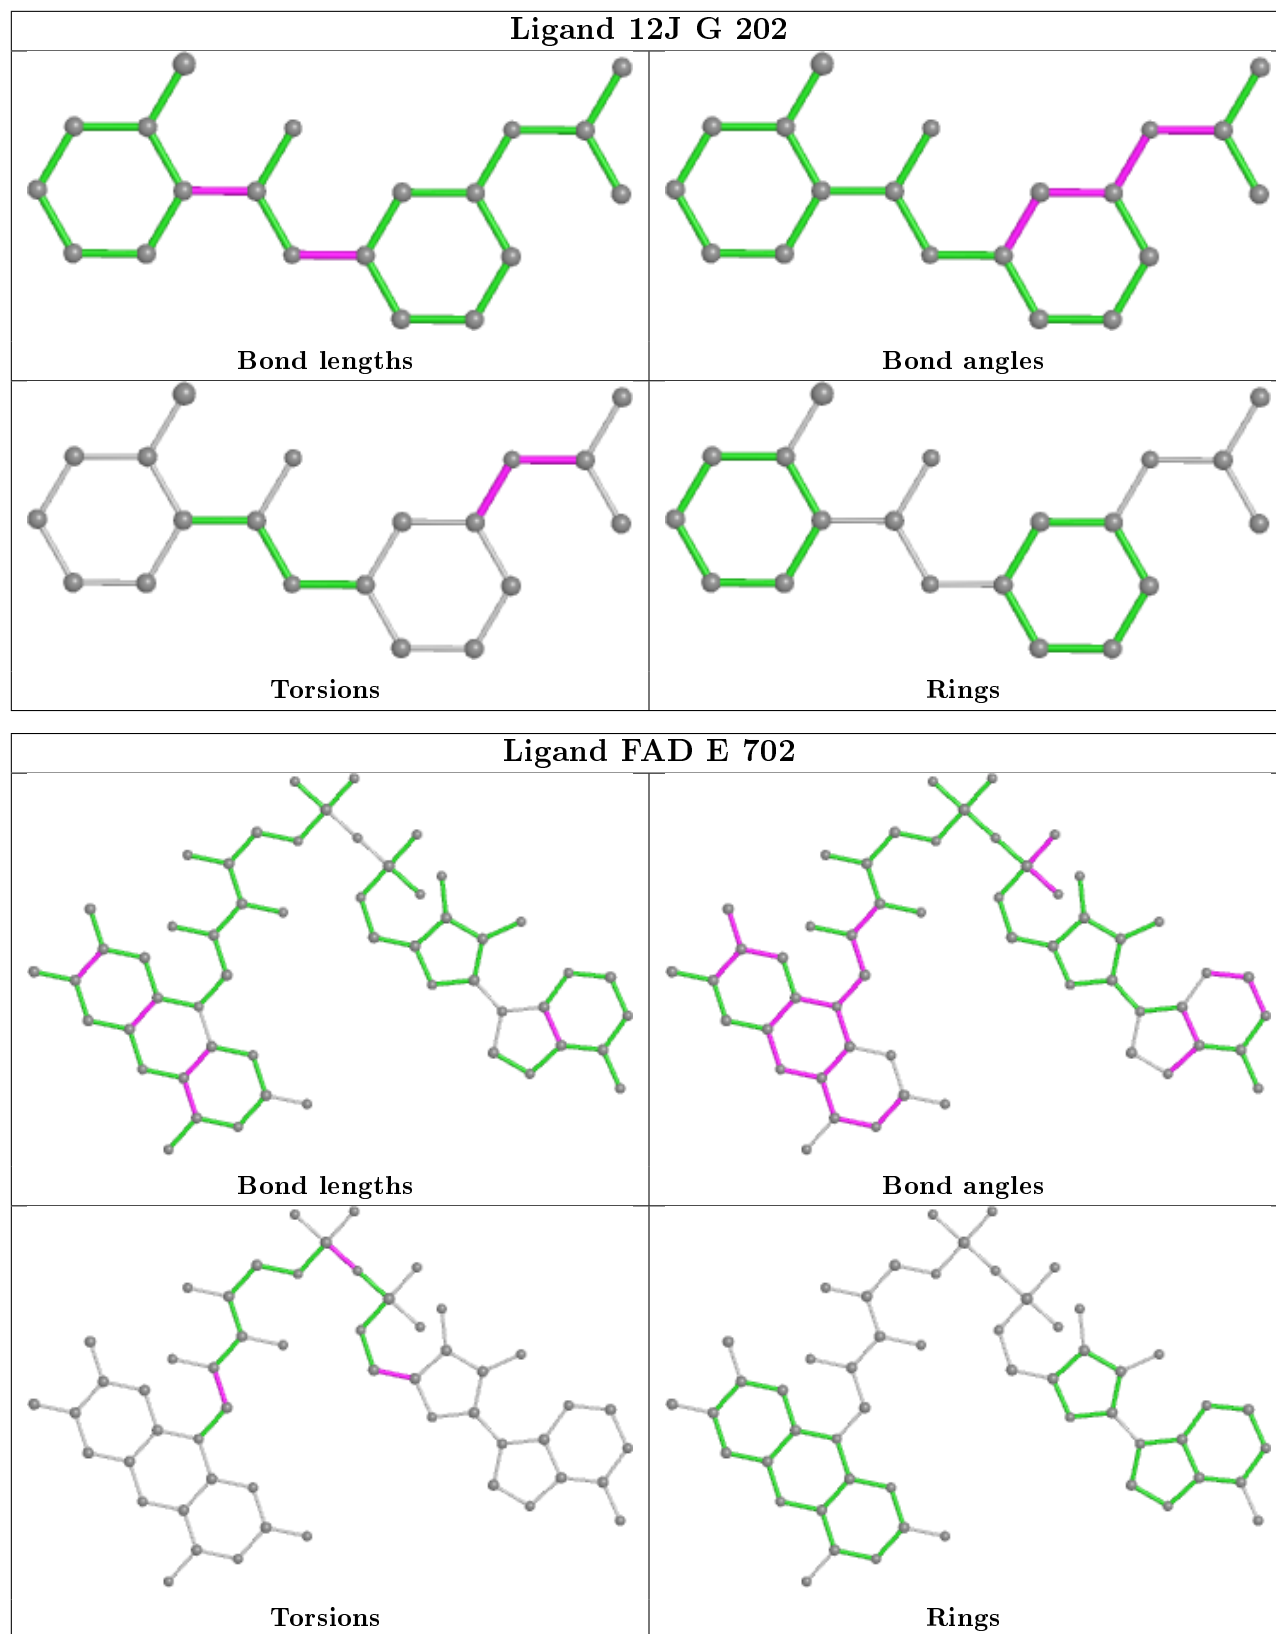 Ligand 12J G 202
Bond lengths
Bond angles
Torsions
Rings
Ligand FAD E 702
Bond lengths
Bond angles
Torsions
Rings